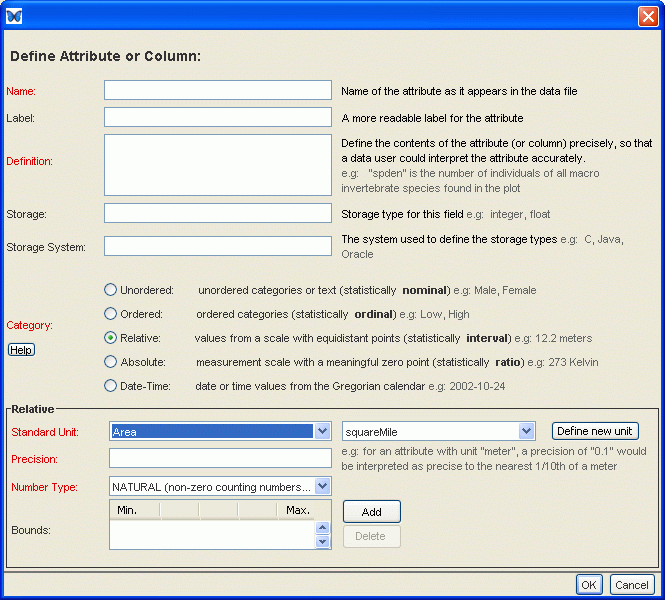 Define Attribute or Column:
Name:
Name of the attribute as it appears in the data file
Label:
A more readable label for the attribute
Definition:
Define the contents of the attribute (or column) precisely, so that
a data user could interpret the attribute accurately.
e.g: "spden" is the number of individuals of all macro
invertebrate species found in the plot
Storage:
Storage type for this field e.g: integer, float
Storage System:
The system used to define the storage types e.g: C, Java,
Oracle
Category:
Help
Unordered: unordered categories or text (statistically nominal) e.g: Male, Female
Ordered: ordered categories (statistically ordinal) e.g: Low, High
Relative: values from a scale with equidistant points (statistically interval) e.g: 12.2 meters
Absolute: measurement scale with a meaningful zero point (statistically ratio) e.g: 273 Kelvin
Date-Time: date or time values from the Gregorian calendar e.g: 2002-10-24
Relative
Standard Unit: Area squareMile Define new unit
Precision:
e.g: for an attribute with unit "meter", a precision of "0.1" would
be interpreted as precise to the nearest 1/10th of a meter
Number Type: NATURAL (non-zero counting numbers...
Bounds:
Min. Max.
Add
Delete
OK Cancel